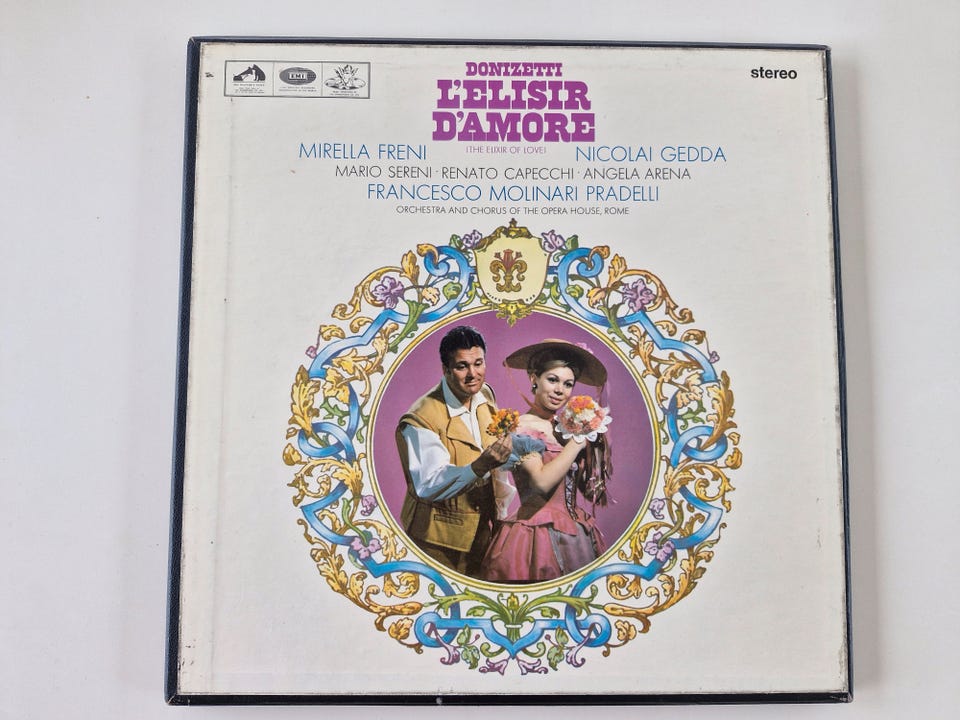 EMI
stereo
DONIZETTI
L'ELISIR
D'AMORE
(THE ELIXIR OF LOVE)
MIRELLA FRENI NICOLAI GEDDA
MARIO SERENI · RENATO CAPECCHI · ANGELA ARENA
FRANCESCO MOLINARI PRADELLI
ORCHESTRA AND CHORUS OF THE OPERA HOUSE, ROME